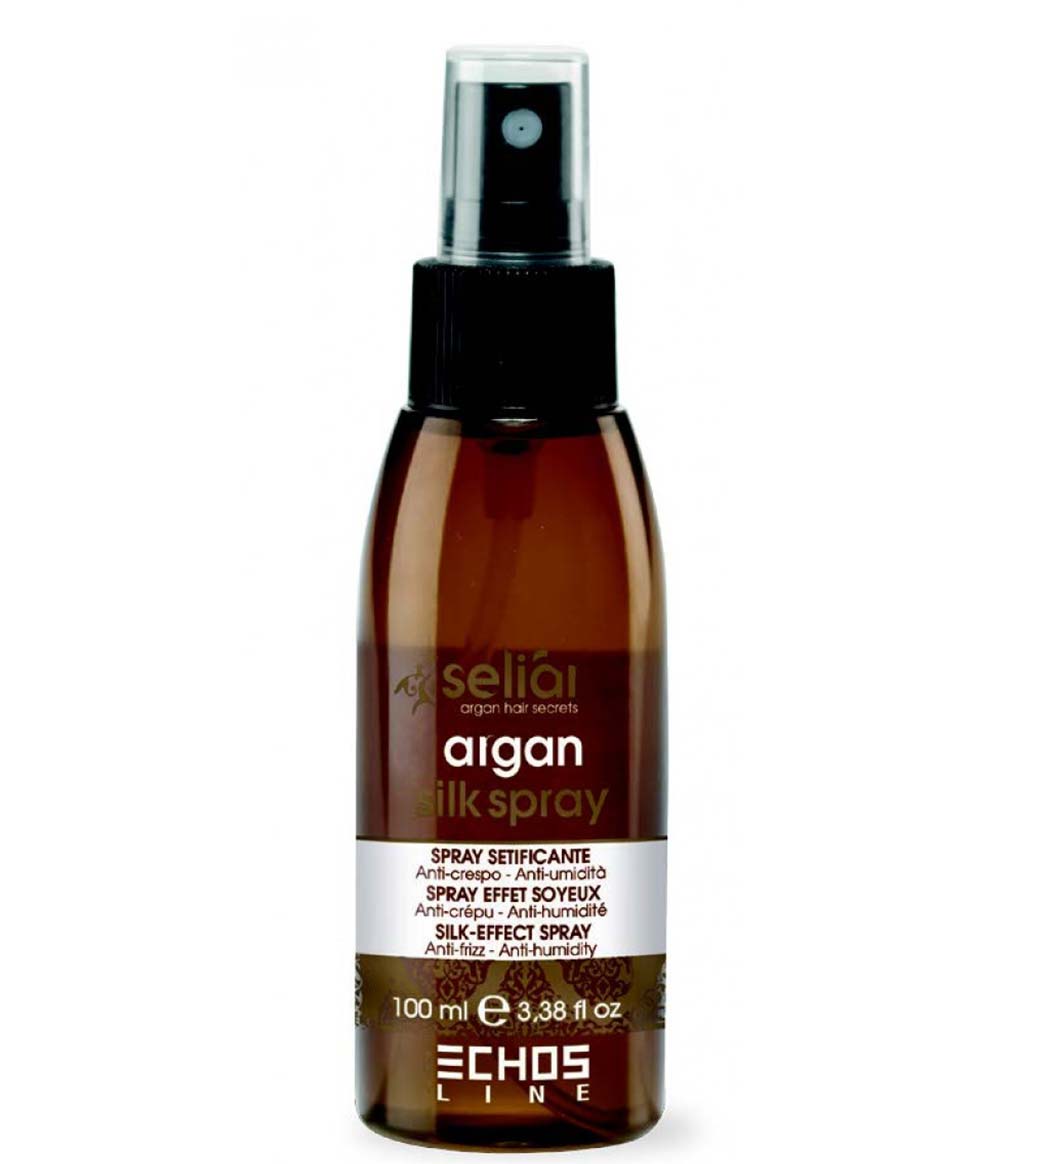 seliár
argan hair secrets
argan
silk spray
SPRAY SETIFICANTE
Anti-crespo - Anti-umidità
SPRAY EFFET SOYEUX
Anti-crépu - Anti-humidité
SILK-EFFECT SPRAY
Anti-frizz - Anti-humidity
100 ml ℮ 3,38 fl oz
ECHOS
LINE